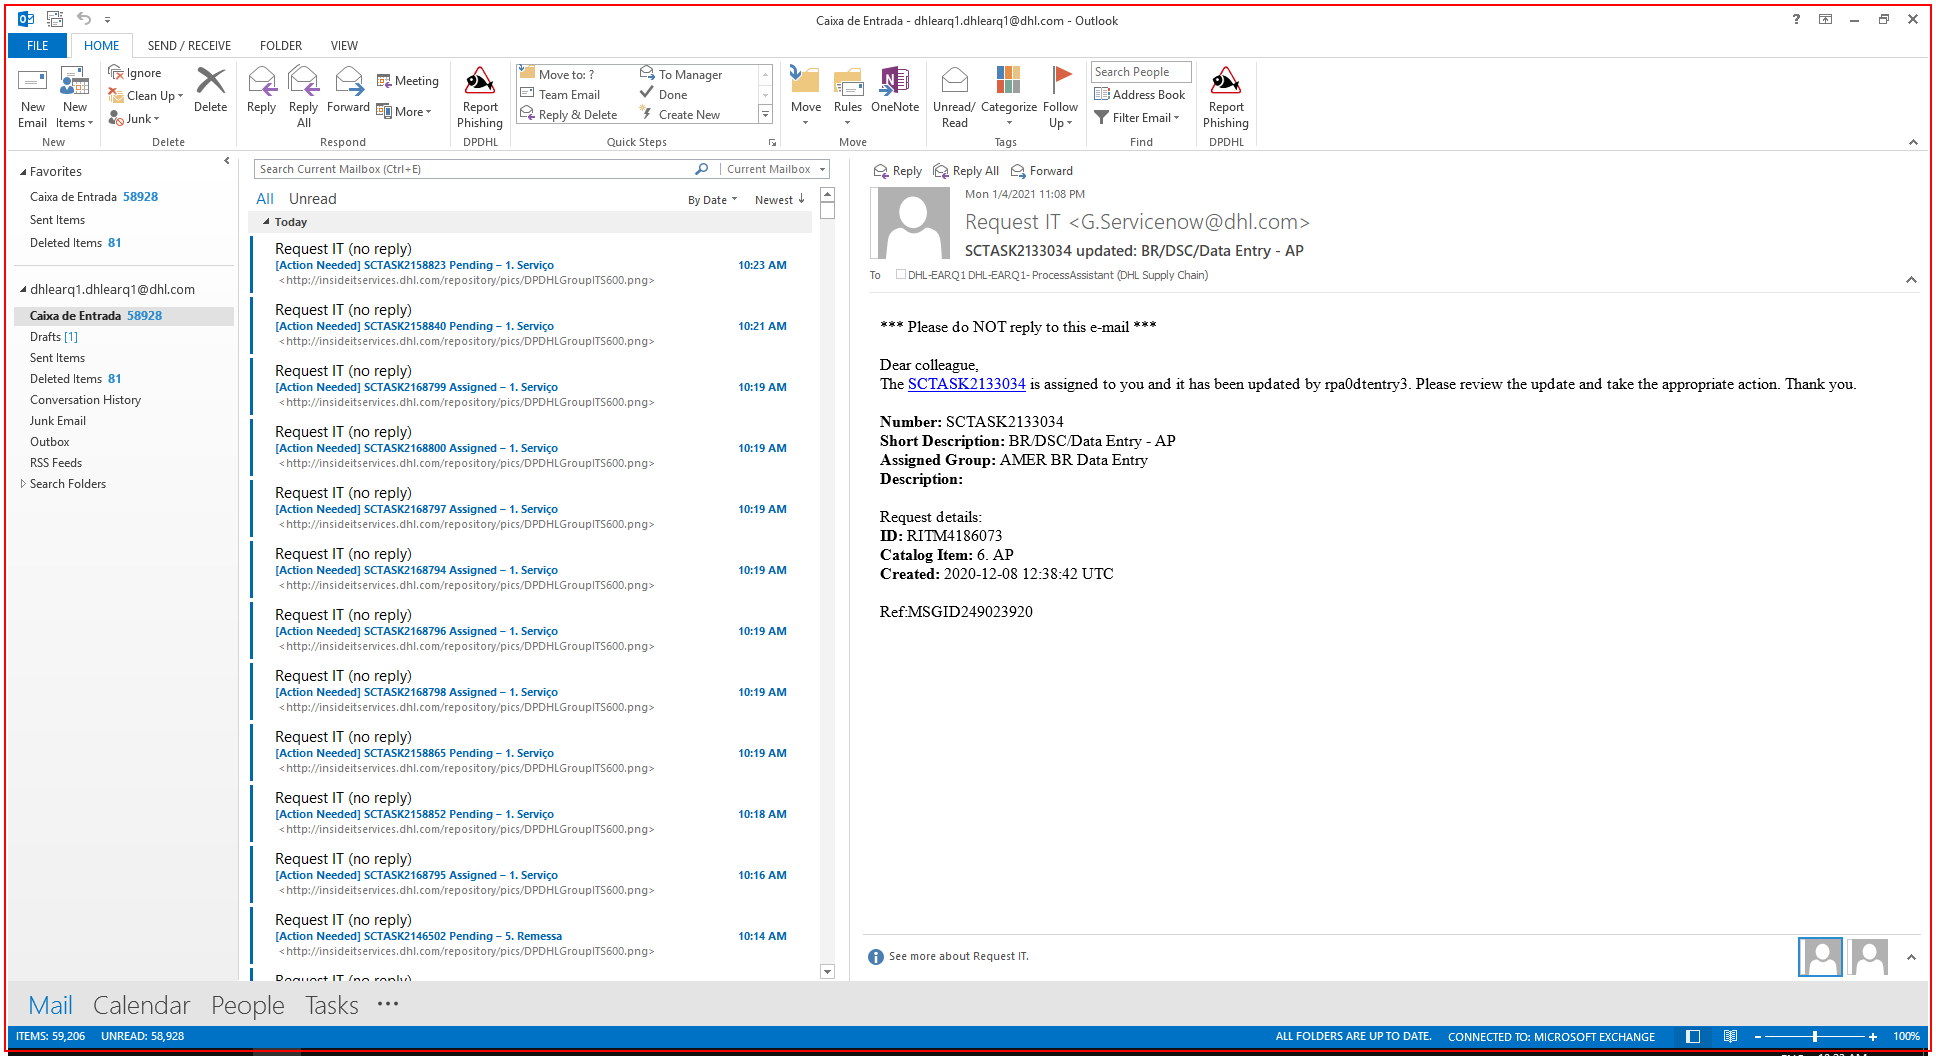 Caixa de Entrada - dhlearq1.dhlearq1@dhl.com - Outlook
FILE HOME SEND / RECEIVE FOLDER VIEW
New Email
New Items
New
Ignore
Clean Up
Junk
Delete
Delete
Reply
Reply All
Forward
Meeting
More
Respond
Report Phishing
DPDHL
Move to: ?
Team Email
Reply & Delete
To Manager
Done
Create New
Quick Steps
Move
Rules
OneNote
Move
Unread/ Read
Categorize
Follow Up
Tags
Search People
Address Book
Filter Email
Find
Report Phishing
DPDHL
Favorites
Caixa de Entrada 58928
Sent Items
Deleted Items 81
dhlearq1.dhlearq1@dhl.com
Caixa de Entrada 58928
Drafts [1]
Sent Items
Deleted Items 81
Conversation History
Junk Email
Outbox
RSS Feeds
Search Folders
Search Current Mailbox (Ctrl+E) Current Mailbox
All Unread By Date Newest
Today
Request IT (no reply)
[Action Needed] SCTASK2158823 Pending – 1. Serviço 10:23 AM
<http://insideitservices.dhl.com/repository/pics/DPDHLGroupITS600.png>
Request IT (no reply)
[Action Needed] SCTASK2158840 Pending – 1. Serviço 10:21 AM
<http://insideitservices.dhl.com/repository/pics/DPDHLGroupITS600.png>
Request IT (no reply)
[Action Needed] SCTASK2168799 Assigned – 1. Serviço 10:19 AM
<http://insideitservices.dhl.com/repository/pics/DPDHLGroupITS600.png>
Request IT (no reply)
[Action Needed] SCTASK2168800 Assigned – 1. Serviço 10:19 AM
<http://insideitservices.dhl.com/repository/pics/DPDHLGroupITS600.png>
Request IT (no reply)
[Action Needed] SCTASK2168797 Assigned – 1. Serviço 10:19 AM
<http://insideitservices.dhl.com/repository/pics/DPDHLGroupITS600.png>
Request IT (no reply)
[Action Needed] SCTASK2168794 Assigned – 1. Serviço 10:19 AM
<http://insideitservices.dhl.com/repository/pics/DPDHLGroupITS600.png>
Request IT (no reply)
[Action Needed] SCTASK2168796 Assigned – 1. Serviço 10:19 AM
<http://insideitservices.dhl.com/repository/pics/DPDHLGroupITS600.png>
Request IT (no reply)
[Action Needed] SCTASK2168798 Assigned – 1. Serviço 10:19 AM
<http://insideitservices.dhl.com/repository/pics/DPDHLGroupITS600.png>
Request IT (no reply)
[Action Needed] SCTASK2158865 Pending – 1. Serviço 10:19 AM
<http://insideitservices.dhl.com/repository/pics/DPDHLGroupITS600.png>
Request IT (no reply)
[Action Needed] SCTASK2158852 Pending – 1. Serviço 10:18 AM
<http://insideitservices.dhl.com/repository/pics/DPDHLGroupITS600.png>
Request IT (no reply)
[Action Needed] SCTASK2168795 Assigned – 1. Serviço 10:16 AM
<http://insideitservices.dhl.com/repository/pics/DPDHLGroupITS600.png>
Request IT (no reply)
[Action Needed] SCTASK2146502 Pending – 5. Remessa 10:14 AM
<http://insideitservices.dhl.com/repository/pics/DPDHLGroupITS600.png>
Request IT (no reply)
Reply Reply All Forward
Mon 1/4/2021 11:08 PM
Request IT <G.Servicenow@dhl.com>
SCTASK2133034 updated: BR/DSC/Data Entry - AP
To DHL-EARQ1 DHL-EARQ1- ProcessAssistant (DHL Supply Chain)
*** Please do NOT reply to this e-mail ***
Dear colleague,
The SCTASK2133034 is assigned to you and it has been updated by rpa0dtentry3. Please review the update and take the appropriate action. Thank you.
Number: SCTASK2133034
Short Description: BR/DSC/Data Entry - AP
Assigned Group: AMER BR Data Entry
Description:
Request details:
ID: RITM4186073
Catalog Item: 6. AP
Created: 2020-12-08 12:38:42 UTC
Ref:MSGID249023920
See more about Request IT.
Mail Calendar People Tasks •••
ITEMS: 59,206 UNREAD: 58,928 ALL FOLDERS ARE UP TO DATE. CONNECTED TO: MICROSOFT EXCHANGE 100%